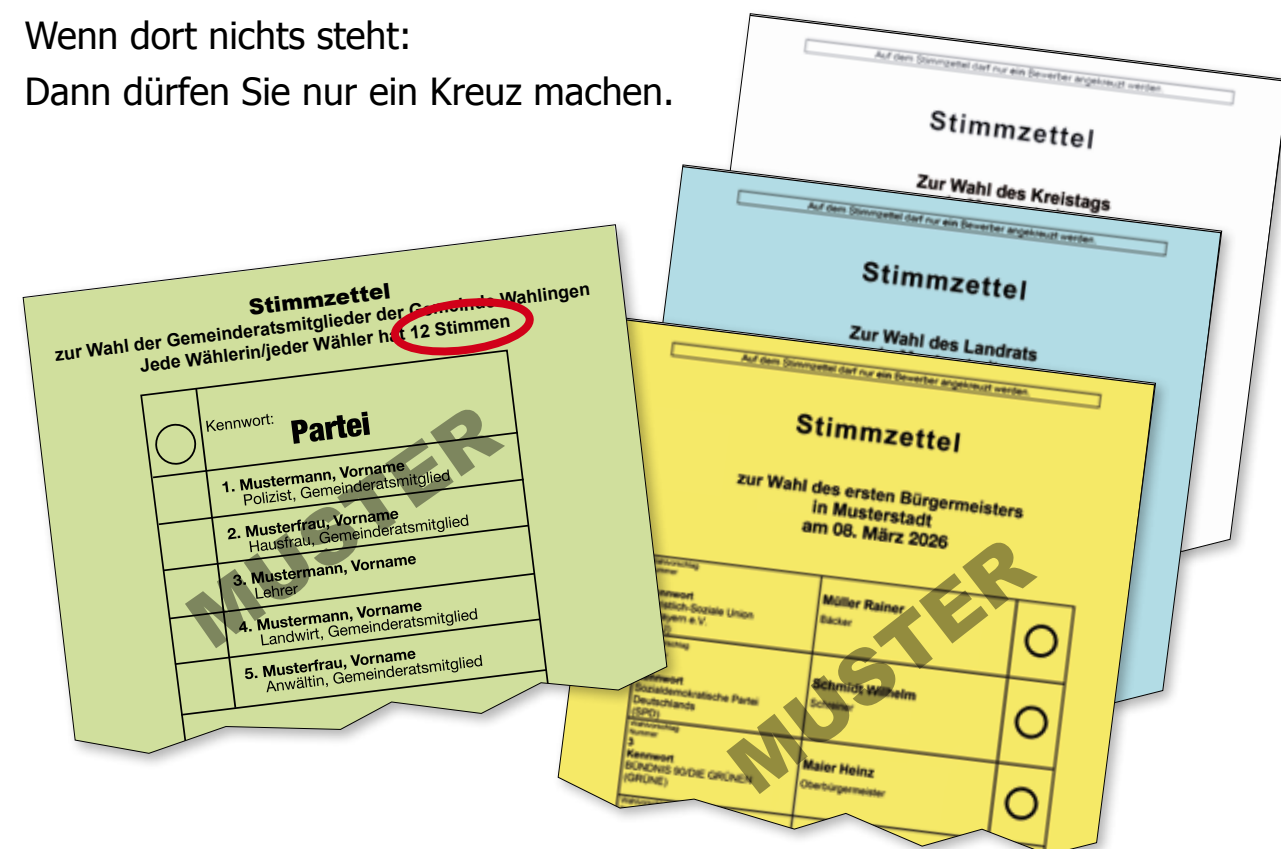 Wenn dort nichts steht:
Dann dürfen Sie nur ein Kreuz machen.
Auf dem Stimmzettel darf nur ein Bewerber angekreuzt werden.
Stimmzettel
Zur Wahl des Kreistags
Auf dem Stimmzettel darf nur ein Bewerber angekreuzt werden.
Stimmzettel
Zur Wahl des Landrats
Stimmzettel
zur Wahl der Gemeinderatsmitglieder der Gemeinde Wahlingen
Jede Wählerin/jeder Wähler hat 12 Stimmen
Kennwort: Partei
1. Mustermann, Vorname
Polizist, Gemeinderatsmitglied
2. Musterfrau, Vorname
Hausfrau, Gemeinderatsmitglied
3. Mustermann, Vorname
Lehrer
4. Mustermann, Vorname
Landwirt, Gemeinderatsmitglied
5. Musterfrau, Vorname
Anwältin, Gemeinderatsmitglied
MUSTER
Auf dem Stimmzettel darf nur ein Bewerber angekreuzt werden.
Stimmzettel
zur Wahl des ersten Bürgermeisters
in Musterstadt
am 08. März 2026
Müller Rainer
Bäcker
Sozialdemokratische Partei
Deutschlands
(SPD)
Schmidt Wilhelm
Schreiner
Wahlvorschlag
Nummer
3
Kennwort
BÜNDNIS 90/DIE GRÜNEN
(GRÜNE)
Maier Heinz
Oberbürgermeister
MUSTER